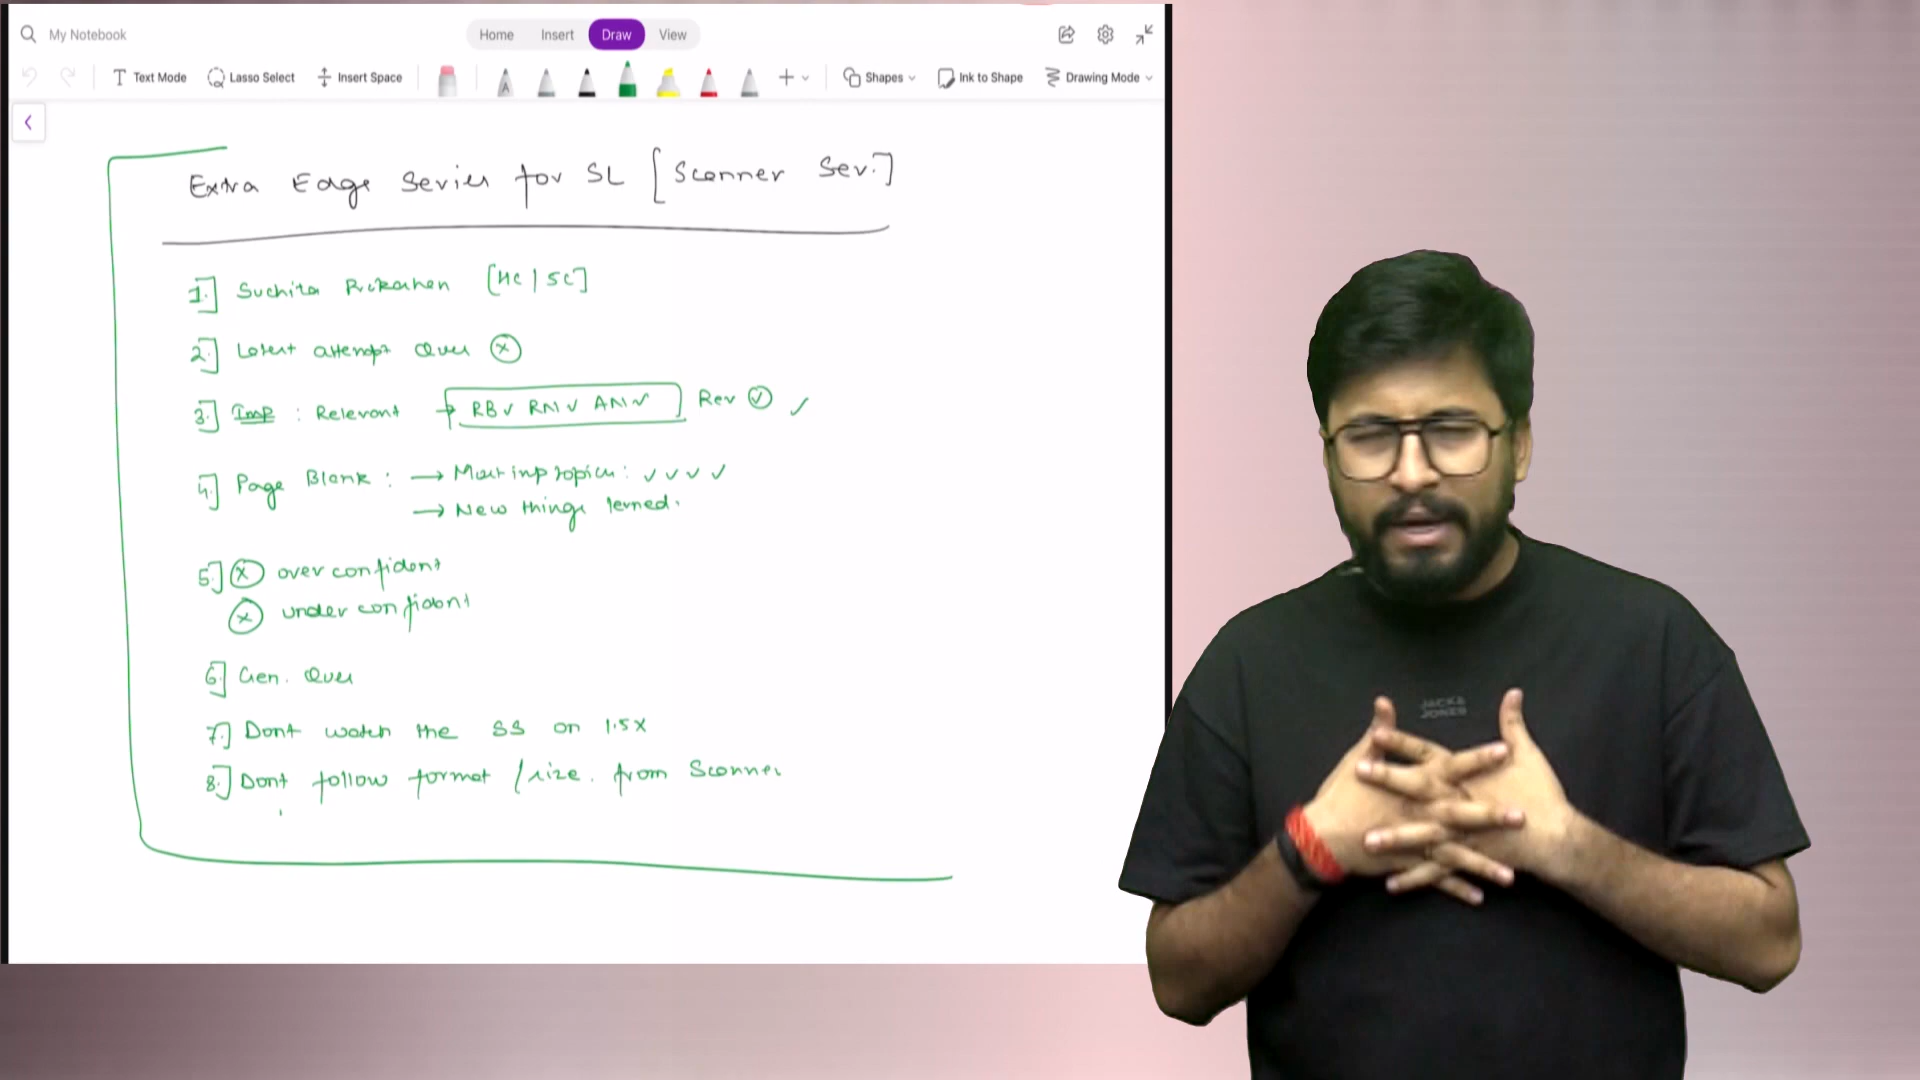 My Notebook
Home Insert Draw View
Text Mode Lasso Select Insert Space Shapes Ink to Shape Drawing Mode
Extra Edge Series for SL [Scanner Ser.]
1.] Suchita Prakashan [HC | SC]
2.] Latest attempt Ques ⓧ
3.] Imp : Relevant → RB✓ RN✓ AN✓ Rev ✓ ✓
4.] Page Blank : → Most imp topics : ✓ ✓ ✓ ✓
→ New things lerned.
5.] ⓧ over confident
ⓧ under confident
6.] Gen. Ques
7.] Dont watch the SS on 1.5X
8.] Dont follow format / size. from Scanner
JACK&
JONES